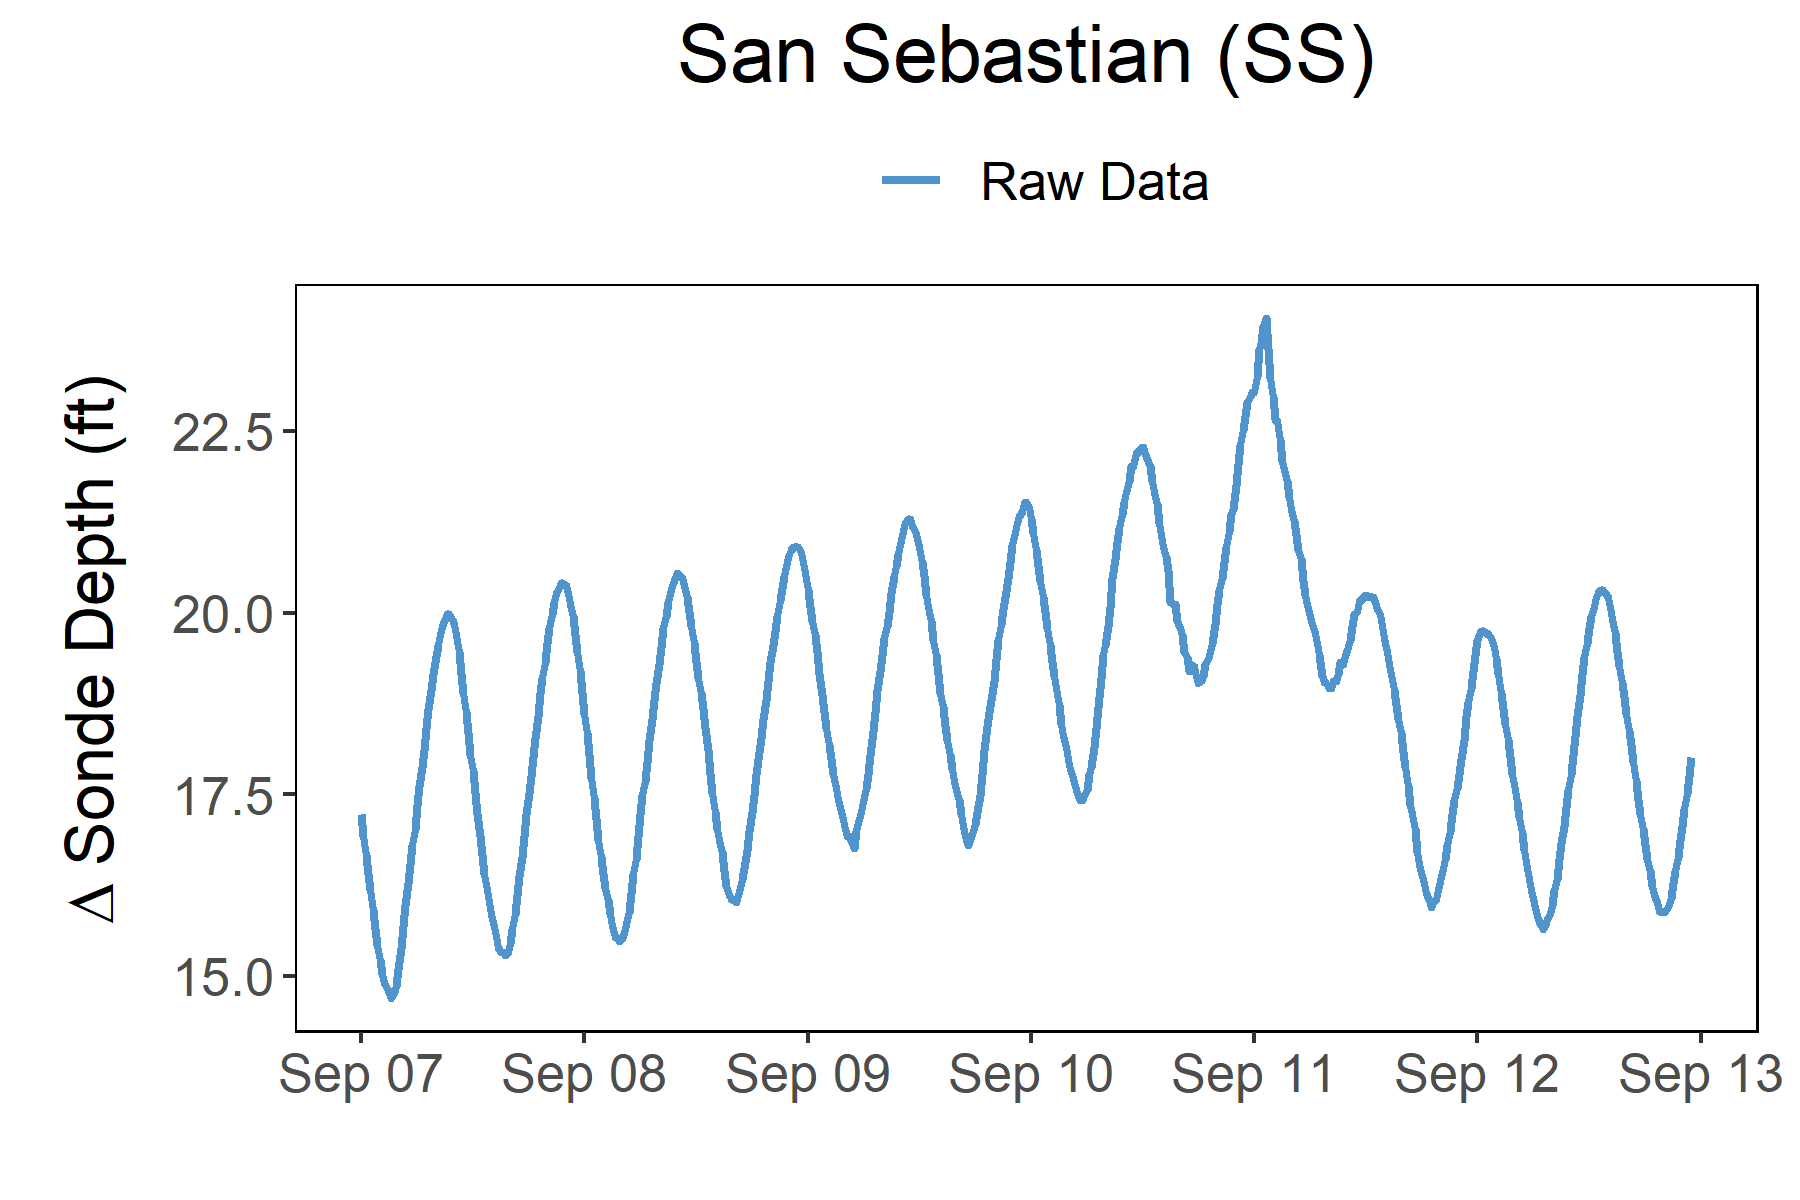 San Sebastian (SS)
Raw Data
Δ Sonde Depth (ft)
22.5
20.0
17.5
15.0
Sep 07 Sep 08 Sep 09 Sep 10 Sep 11 Sep 12 Sep 13